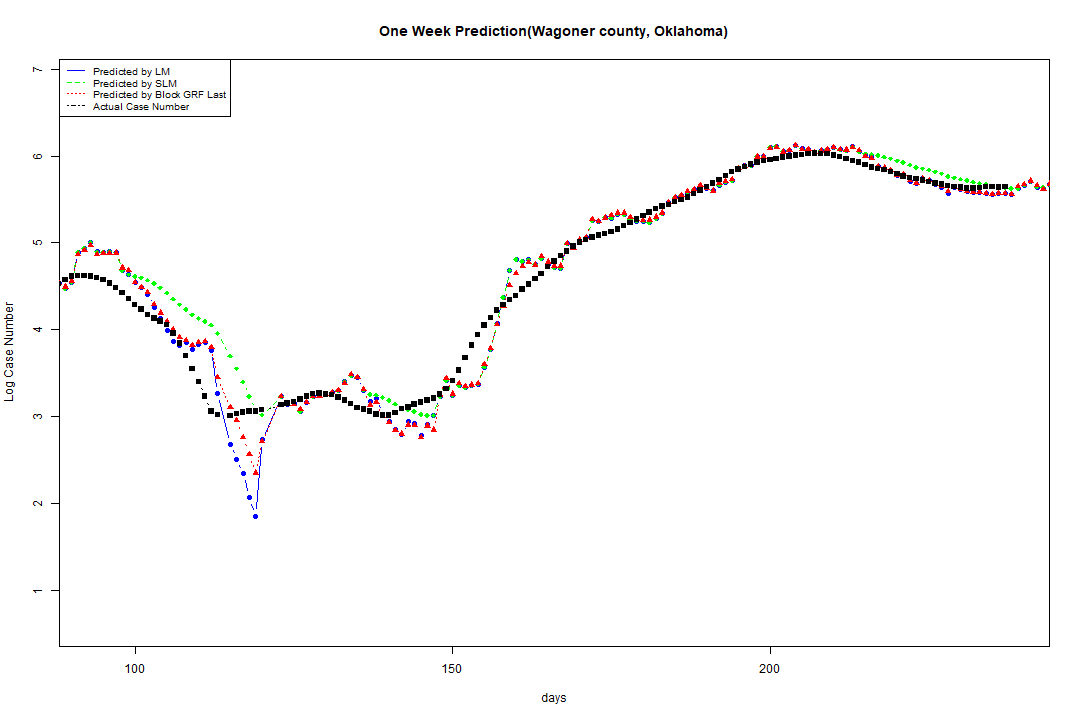 One Week Prediction(Wagoner county, Oklahoma)
Predicted by LM
Predicted by SLM
Predicted by Block GRF Last
Actual Case Number
7
6
5
4
3
2
1
Log Case Number
100
150
200
days